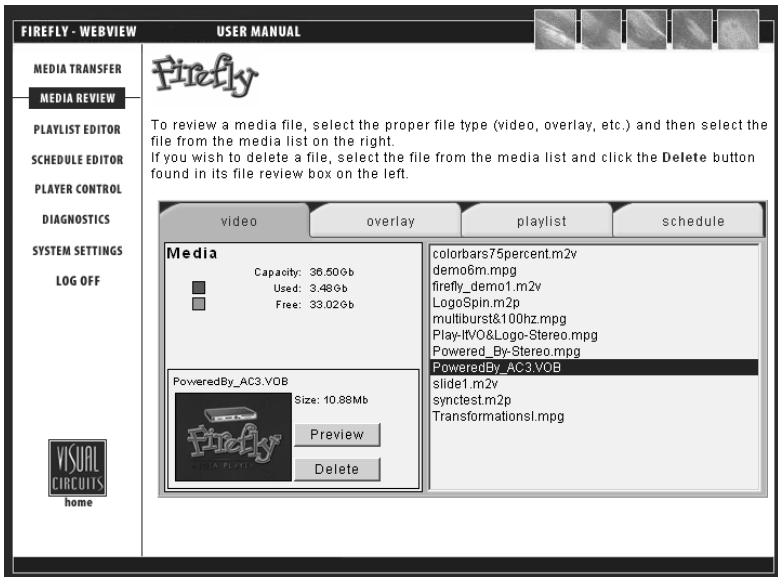 FIREFLY - WEBVIEW
USER MANUAL
MEDIA TRANSFER
MEDIA REVIEW
PLAYLIST EDITOR
SCHEDULE EDITOR
PLAYER CONTROL
DIAGNOSTICS
SYSTEM SETTINGS
LOG OFF
VISUAL
CIRCUITS
home
Firefly
To review a media file, select the proper file type (video, overlay, etc.) and then select the
file from the media list on the right.
If you wish to delete a file, select the file from the media list and click the Delete button
found in its file review box on the left.
video
overlay
playlist
schedule
Media
Capacity: 36.50Gb
Used: 3.48Gb
Free: 33.02Gb
PoweredBy_AC3.VOB
Size: 10.88Mb
Firefly
MEDIA PLAYER
Preview
Delete
colorbars75percent.m2v
demo6m.mpg
firefly_demo1.m2v
LogoSpin.m2p
multiburst&100hz.mpg
Play-ItVO&Logo-Stereo.mpg
Powered_By-Stereo.mpg
PoweredBy_AC3.VOB
slide1.m2v
synctest.m2p
TransformationsI.mpg